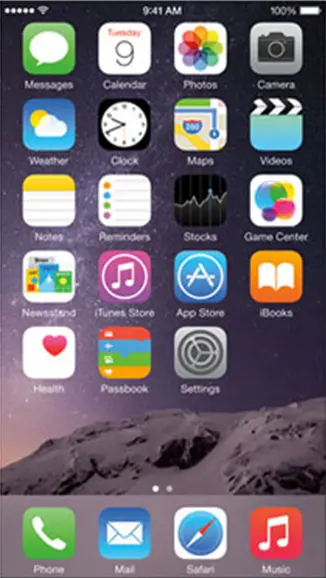 9:41 AM 100%
Tuesday
9
Messages Calendar Photos Camera
280
Weather Clock Maps Videos
Notes Reminders Stocks Game Center
Newsstand iTunes Store App Store iBooks
Health Passbook Settings
Phone Mail Safari Music